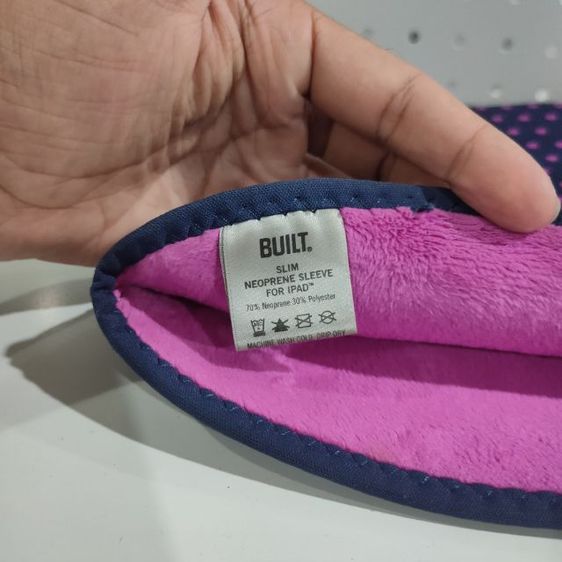 BUILT®
SLIM
NEOPRENE SLEEVE
FOR IPAD™
70% Neoprene 30% Polyester
MACHINE WASH COLD. DRIP DRY